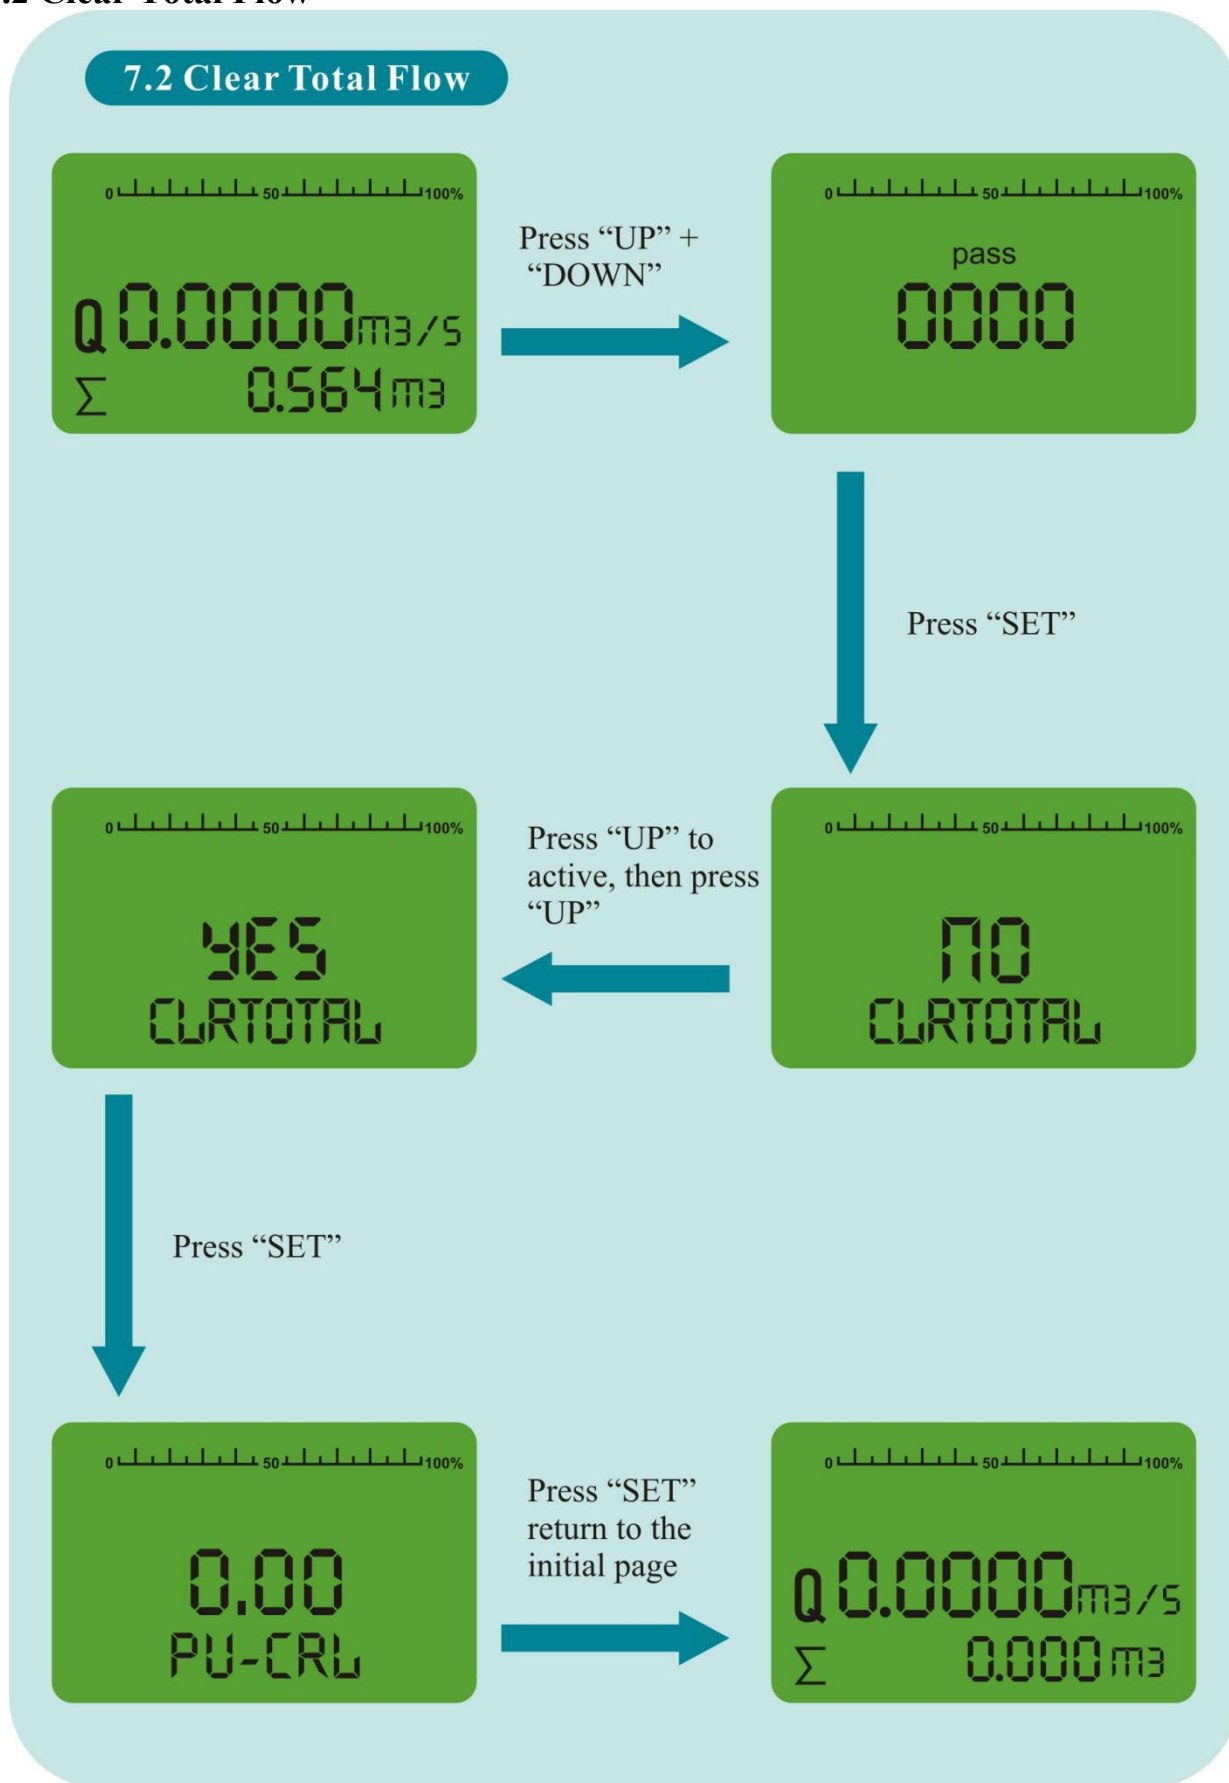 7.2 Clear Total Flow
0 50 100%
Q 0.0000 m3/s
Σ 0.564 m3
Press “UP” +
“DOWN”
0 50 100%
pass
0000
Press “SET”
0 50 100%
NO
CLRTOTAL
Press “UP” to
active, then press
“UP”
0 50 100%
YES
CLRTOTAL
Press “SET”
0 50 100%
0.00
PU-CRL
Press “SET”
return to the
initial page
0 50 100%
Q 0.0000 m3/s
Σ 0.000 m3